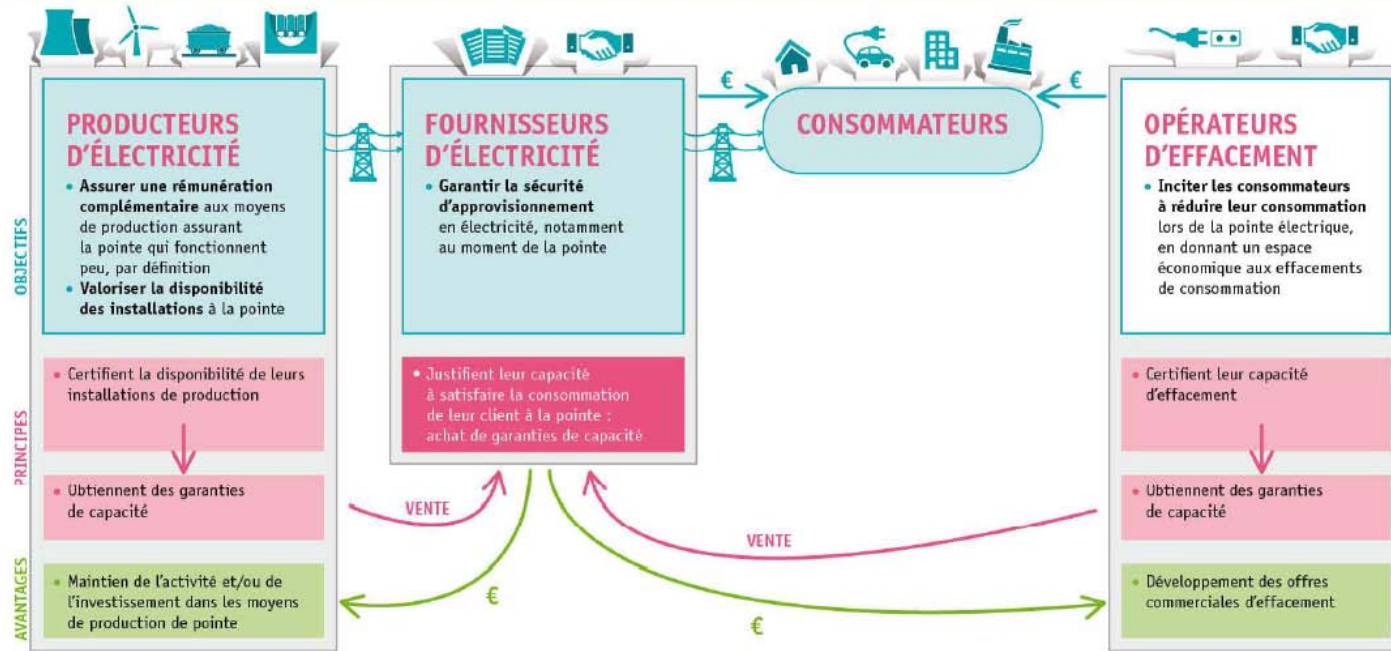 PRODUCTEURS
D'ÉLECTRICITÉ
• Assurer une rémunération
complémentaire aux moyens
de production assurant
la pointe qui fonctionnent
peu, par définition
• Valoriser la disponibilité
des installations à la pointe
FOURNISSEURS
D'ÉLECTRICITÉ
• Garantir la sécurité
d'approvisionnement
en électricité, notamment
au moment de la pointe
€
CONSOMMATEURS
€
OPÉRATEURS
D'EFFACEMENT
• Inciter les consommateurs
à réduire leur consommation
lors de la pointe électrique,
en donnant un espace
économique aux effacements
de consommation
OBJECTIFS
PRINCIPES
• Certifient la disponibilité de leurs
installations de production
• Obtiennent des garanties
de capacité
• Justifient leur capacité
à satisfaire la consommation
de leur client à la pointe :
achat de garanties de capacité
• Certifient leur capacité
d'effacement
• Obtiennent des garanties
de capacité
VENTE
VENTE
AVANTAGES
• Maintien de l'activité et/ou de
l'investissement dans les moyens
de production de pointe
€
€
• Développement des offres
commerciales d'effacement